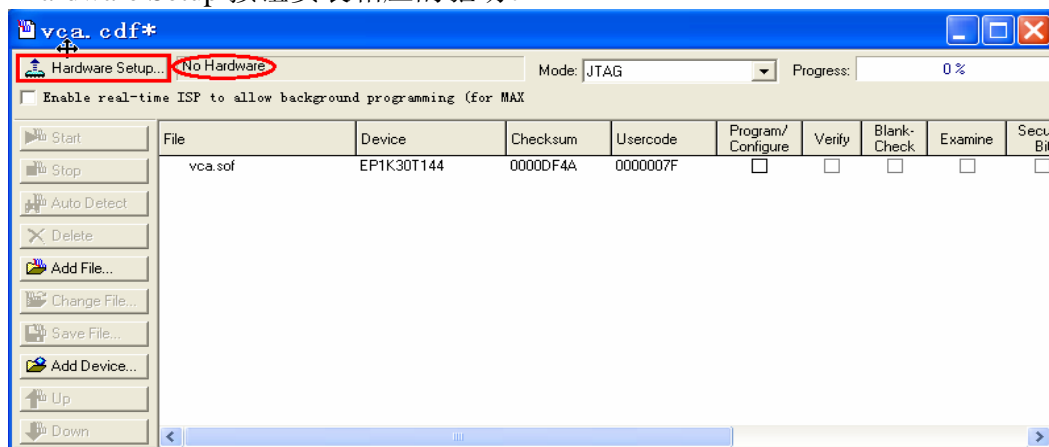 vca.cdf*
Hardware Setup... No Hardware Mode: JTAG Progress: 0 %
Enable real-time ISP to allow background programming (for MAX
Start File Device Checksum Usercode Program/ Configure Verify Blank- Check Examine Secu Bit
Stop vca.sof EP1K30T144 0000DF4A 0000007F
Auto Detect
Delete
Add File...
Change File...
Save File...
Add Device...
Up
Down